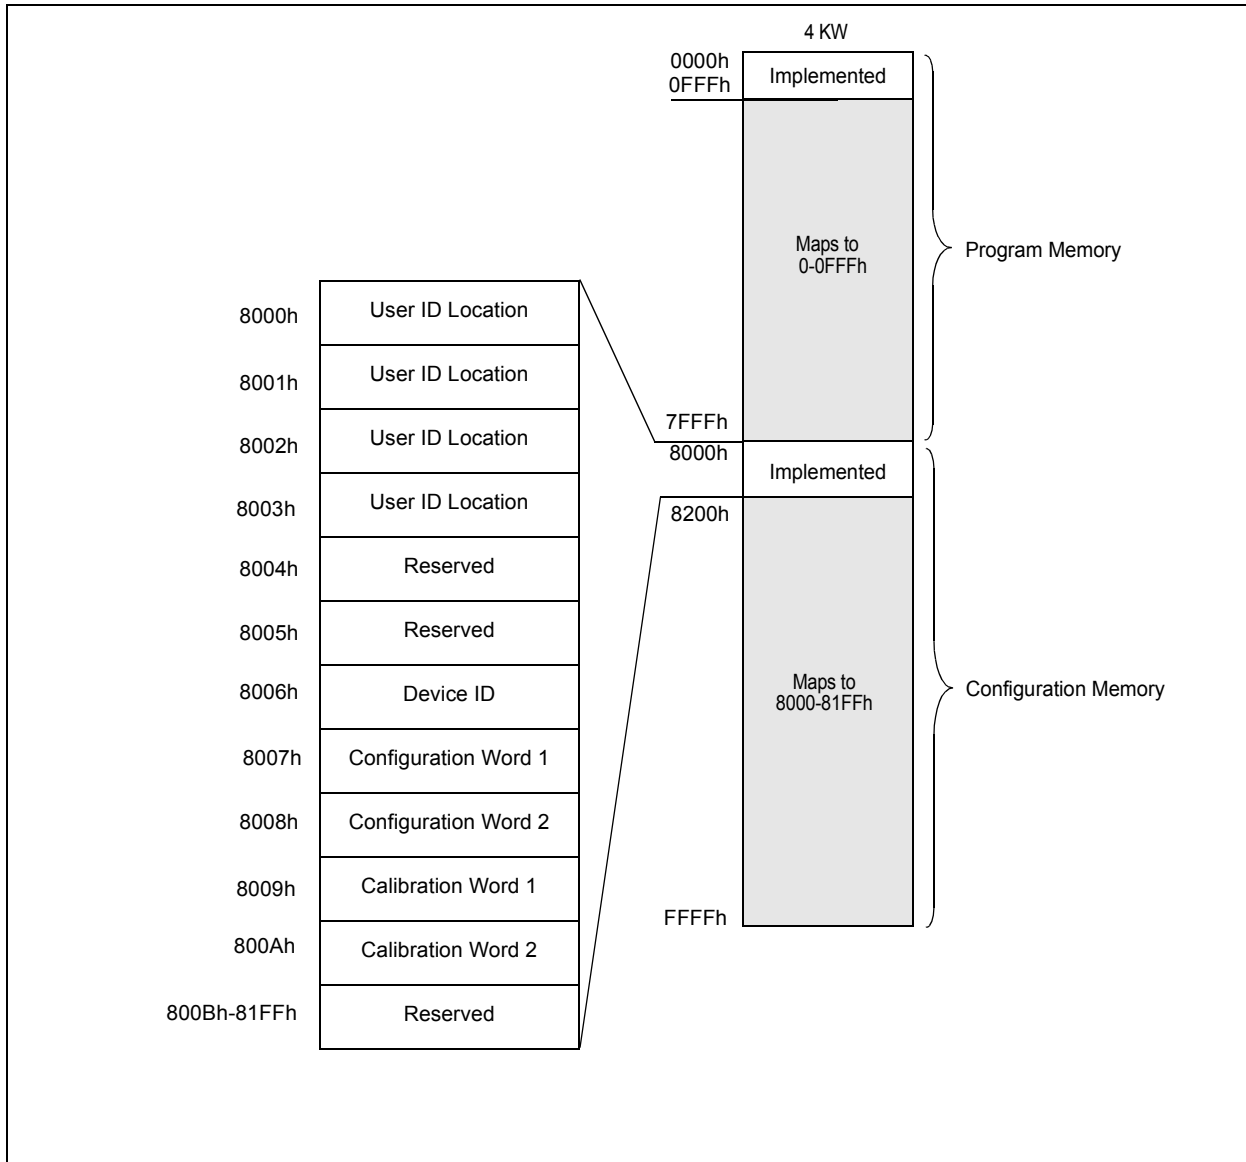 4 KW
0000h
0FFFh
Implemented
Maps to
0-0FFFh
Program Memory
7FFFh
8000h
Implemented
8200h
Maps to
8000-81FFh
Configuration Memory
FFFFh
8000h User ID Location
8001h User ID Location
8002h User ID Location
8003h User ID Location
8004h Reserved
8005h Reserved
8006h Device ID
8007h Configuration Word 1
8008h Configuration Word 2
8009h Calibration Word 1
800Ah Calibration Word 2
800Bh-81FFh Reserved